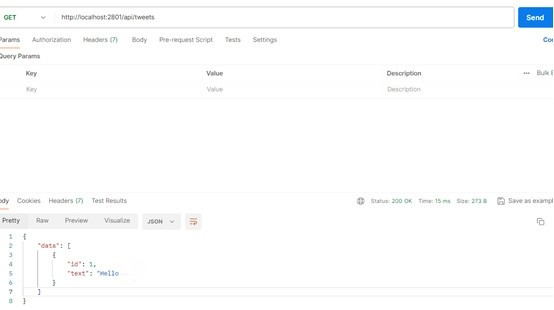 GET http://localhost:2801/api/tweets Send
Params Authorization Headers (7) Body Pre-request Script Tests Settings
Query Params
Key Value Description ••• Bulk
Key Value Description
Cookies Headers (7) Test Results Status: 200 OK Time: 15 ms Size: 273 B Save as
Pretty Raw Preview Visualize JSON
1 {
2 "data": [
3 {
4 "id": 1,
5 "text": "Hello
6 }
7 ]
8 }